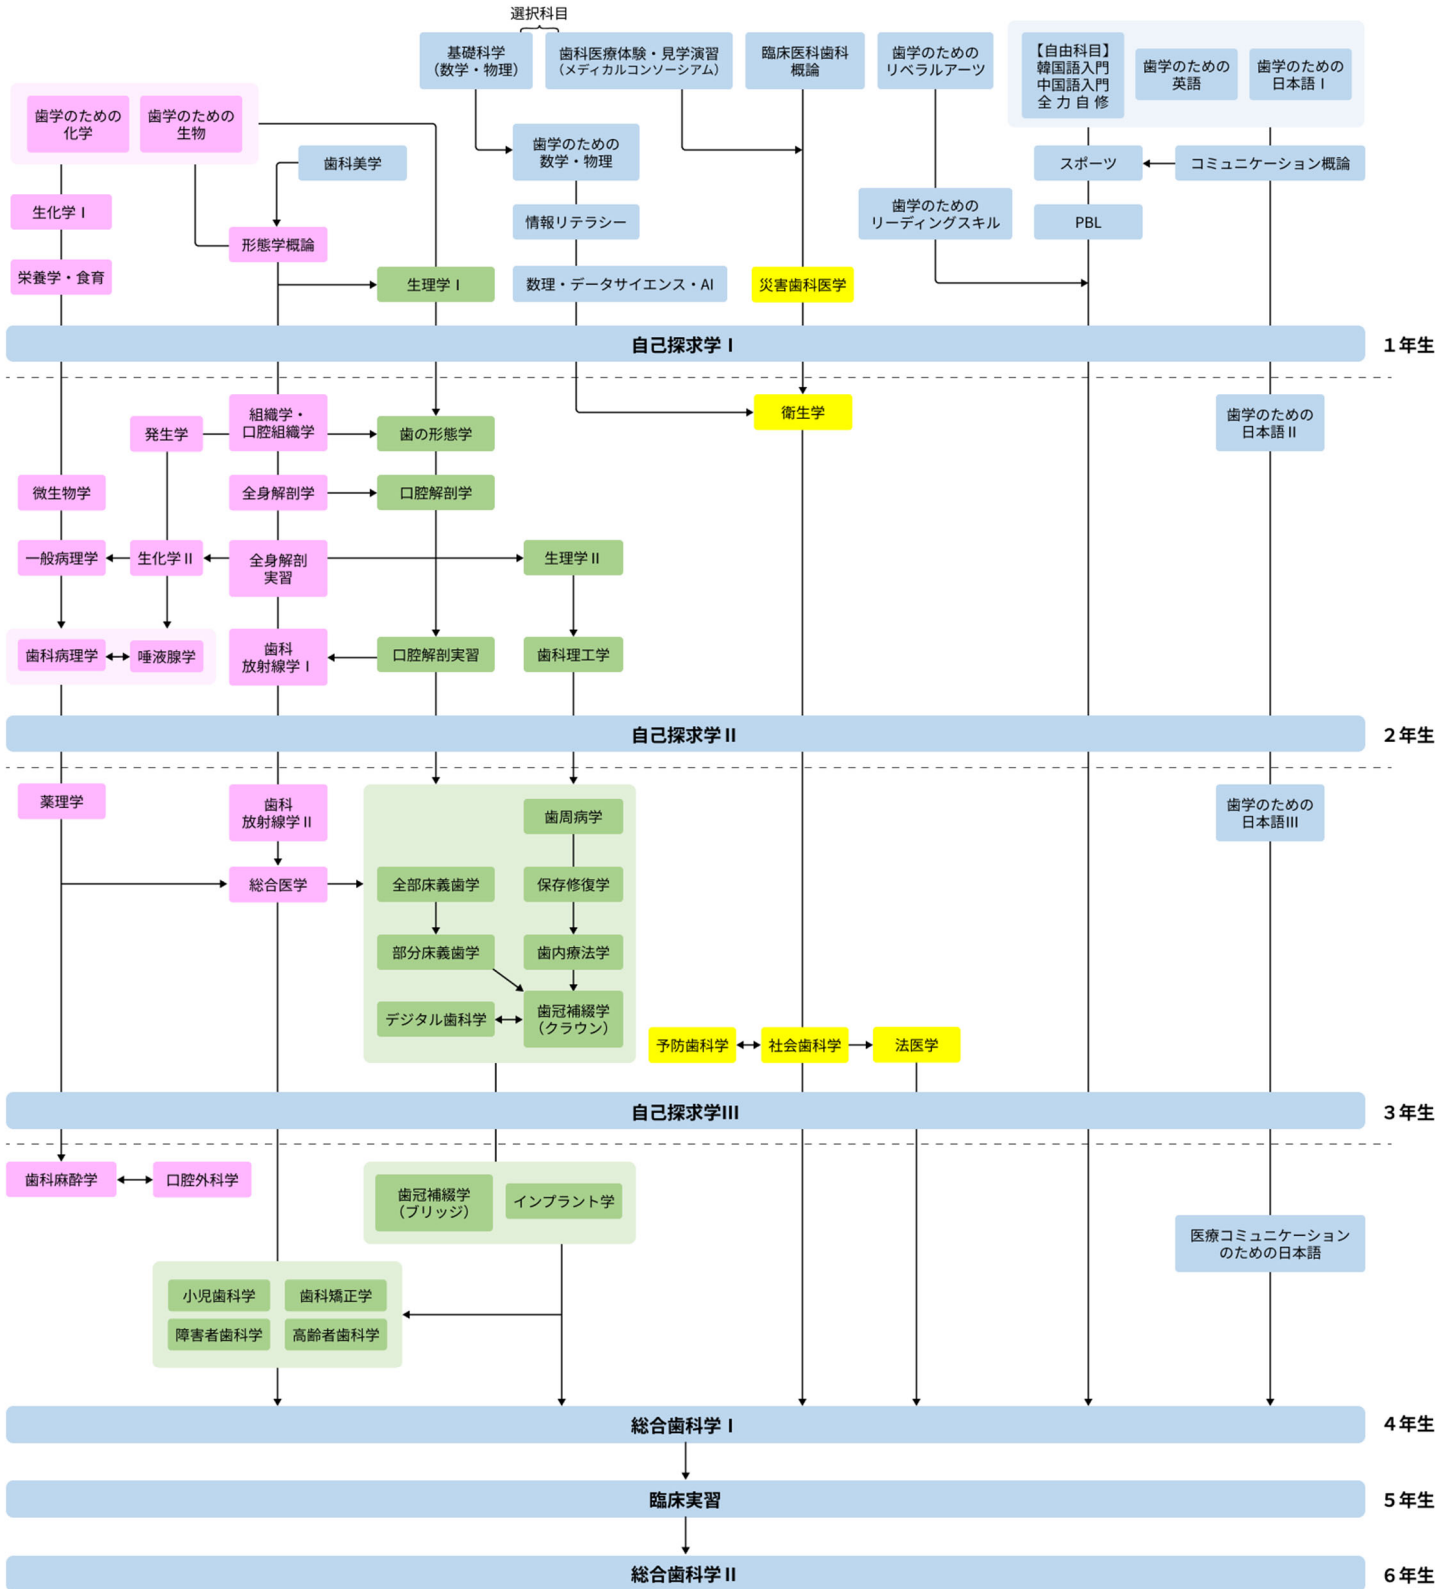 選択科目
基礎科学
（数学・物理）
歯科医療体験・見学演習
（メディカルコンソーシアム）
臨床医科歯科
概論
歯学のための
リベラルアーツ
【自由科目】
韓国語入門
中国語入門
全 力 自 修
歯学のための
英語
歯学のための
日本語Ⅰ
歯学のための
化学
歯学のための
生物
歯科美学
歯学のための
数学・物理
スポーツ
コミュニケーション概論
生化学Ⅰ
形態学概論
情報リテラシー
歯学のための
リーディングスキル
PBL
栄養学・食育
生理学Ⅰ
数理・データサイエンス・AI
災害歯科医学
自己探求学Ⅰ
１年生
発生学
組織学・
口腔組織学
歯の形態学
衛生学
歯学のための
日本語Ⅱ
微生物学
全身解剖学
口腔解剖学
一般病理学
生化学Ⅱ
全身解剖
実習
生理学Ⅱ
歯科病理学
唾液腺学
歯科
放射線学Ⅰ
口腔解剖実習
歯科理工学
自己探求学Ⅱ
２年生
薬理学
歯科
放射線学Ⅱ
歯周病学
歯学のための
日本語Ⅲ
総合医学
全部床義歯学
保存修復学
部分床義歯学
歯内療法学
デジタル歯科学
歯冠補綴学
（クラウン）
予防歯科学
社会歯科学
法医学
自己探求学Ⅲ
３年生
歯科麻酔学
口腔外科学
歯冠補綴学
（ブリッジ）
インプラント学
医療コミュニケーション
のための日本語
小児歯科学
歯科矯正学
障害者歯科学
高齢者歯科学
総合歯科学Ⅰ
４年生
臨床実習
５年生
総合歯科学Ⅱ
６年生